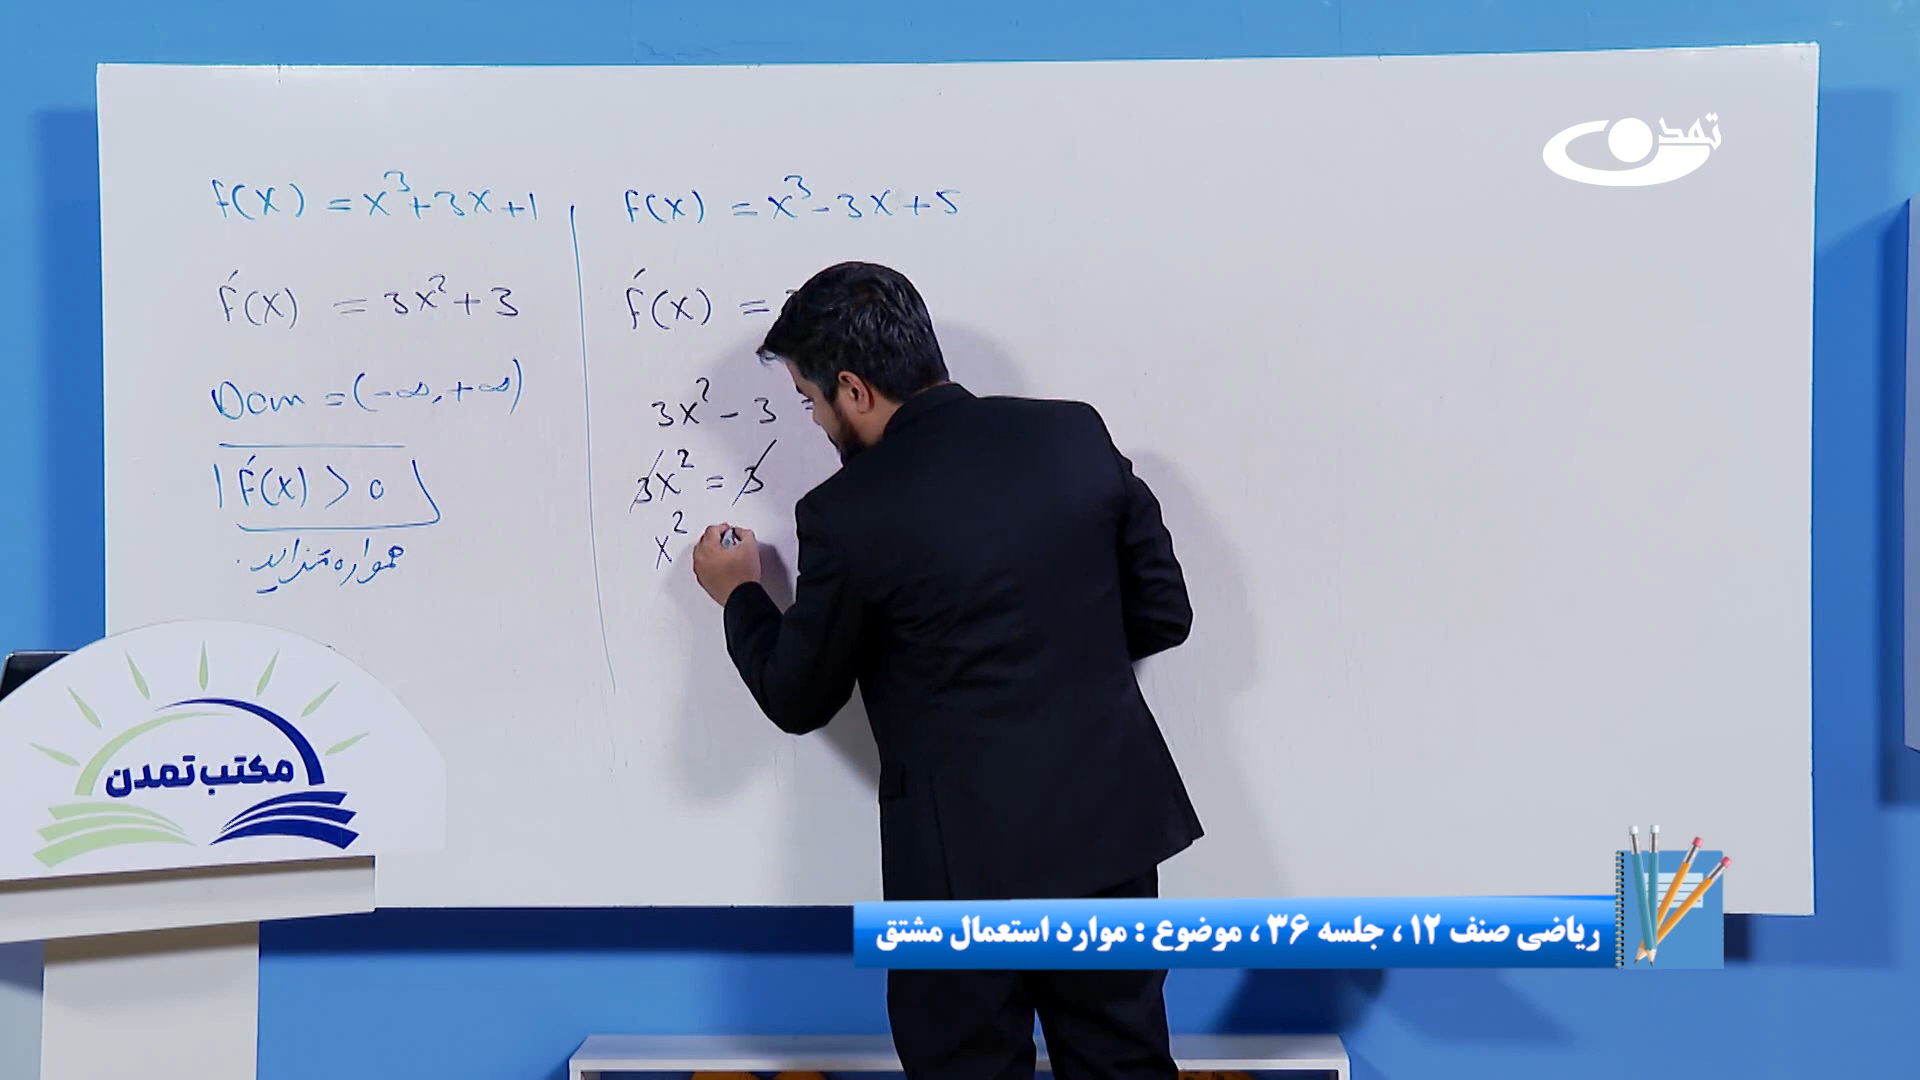 تمدن
f(x) = x³+3x+1
f́(x) = 3x²+3
Dom = (-∞,+∞)
f́(x) > 0
همواره تزاید.
f(x) = x³-3x+5
f́(x) =
3x²-3
3x² = 3
x²
مکتب تمدن
ریاضی صنف ۱۲ ، جلسه ۳۶ ، موضوع : موارد استعمال مشتق